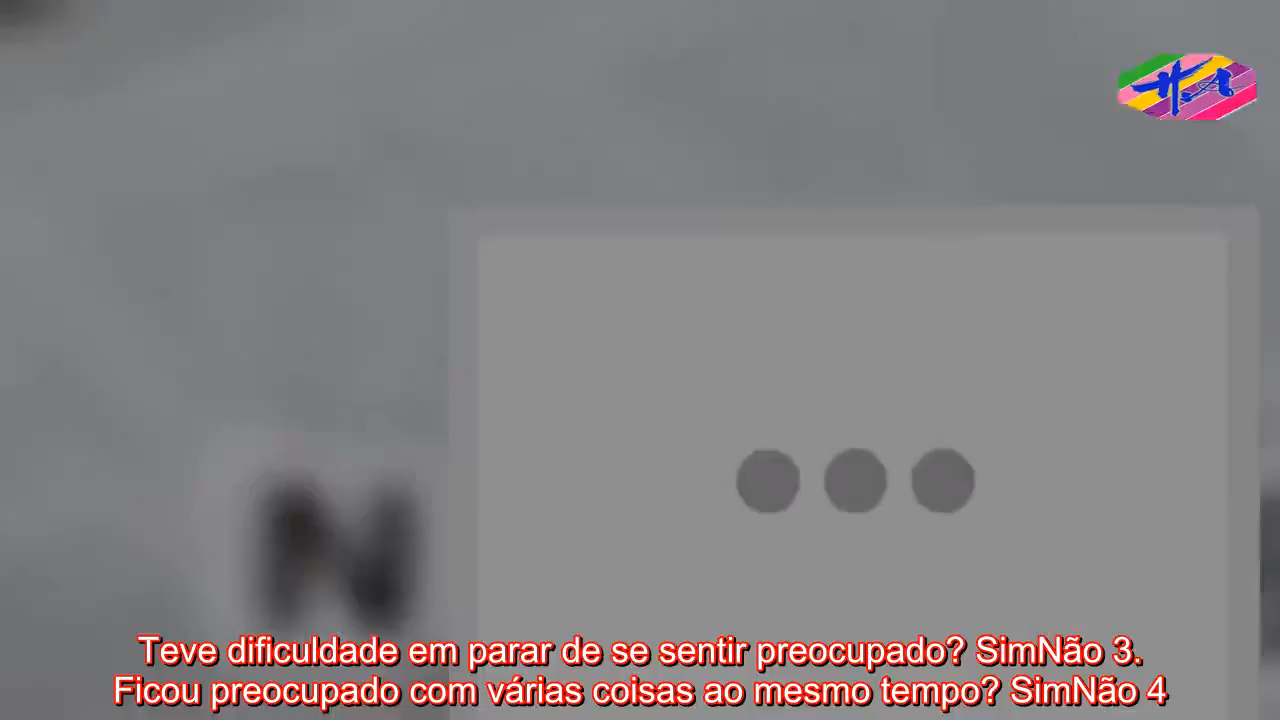 H.A
N
Teve dificuldade em parar de se sentir preocupado? SimNão 3.
Ficou preocupado com várias coisas ao mesmo tempo? SimNão 4